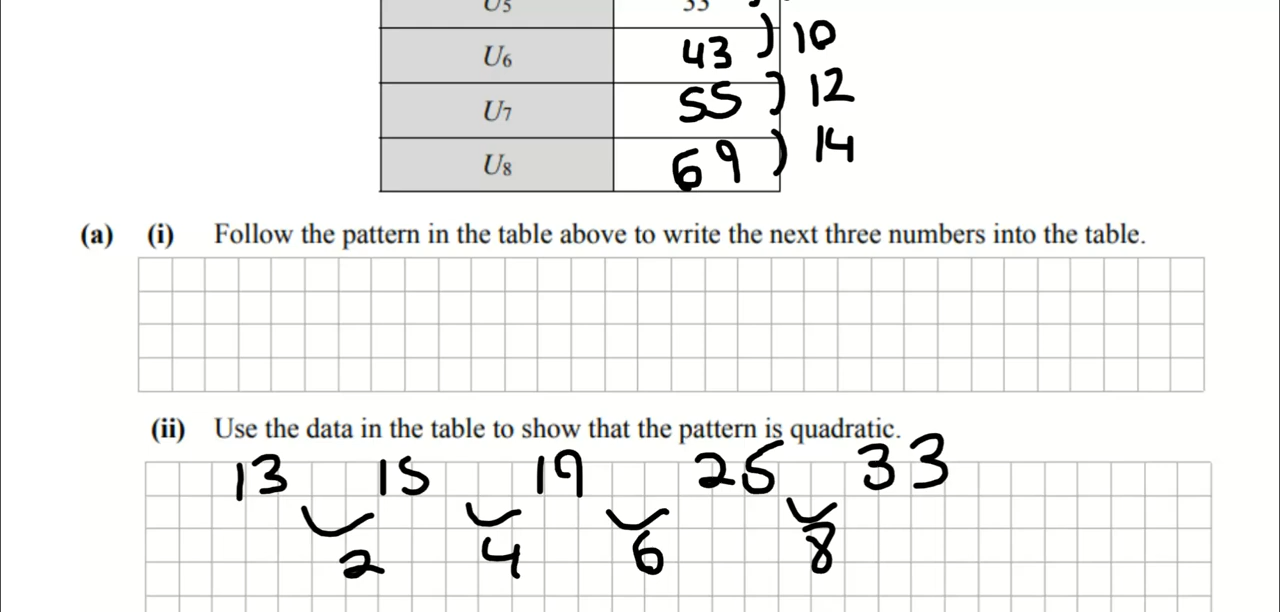 U5 33
U6 43 ) 10
U7 55 ) 12
U8 69 ) 14
(a) (i) Follow the pattern in the table above to write the next three numbers into the table.
(ii) Use the data in the table to show that the pattern is quadratic.
13 15 19 25 33
2 4 6 8